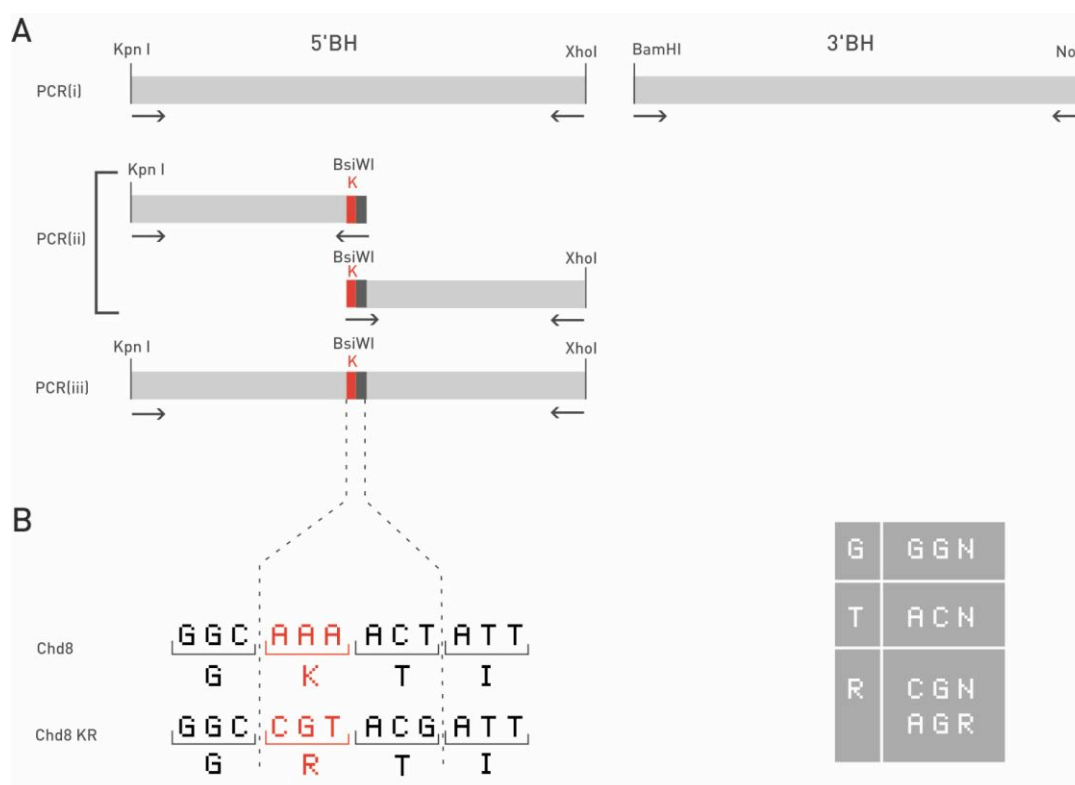 A
Kpn I 5'BH XhoI BamHI 3'BH No
PCR(i)
Kpn I BsiWI
K
PCR(ii)
BsiWI XhoI
K
Kpn I BsiWI XhoI
K
PCR(iii)
B
G GGN
T ACN
R CGN
AGR
Chd8 GGC AAA ACT ATT
G K T I
Chd8 KR GGC CGT ACG ATT
G R T I